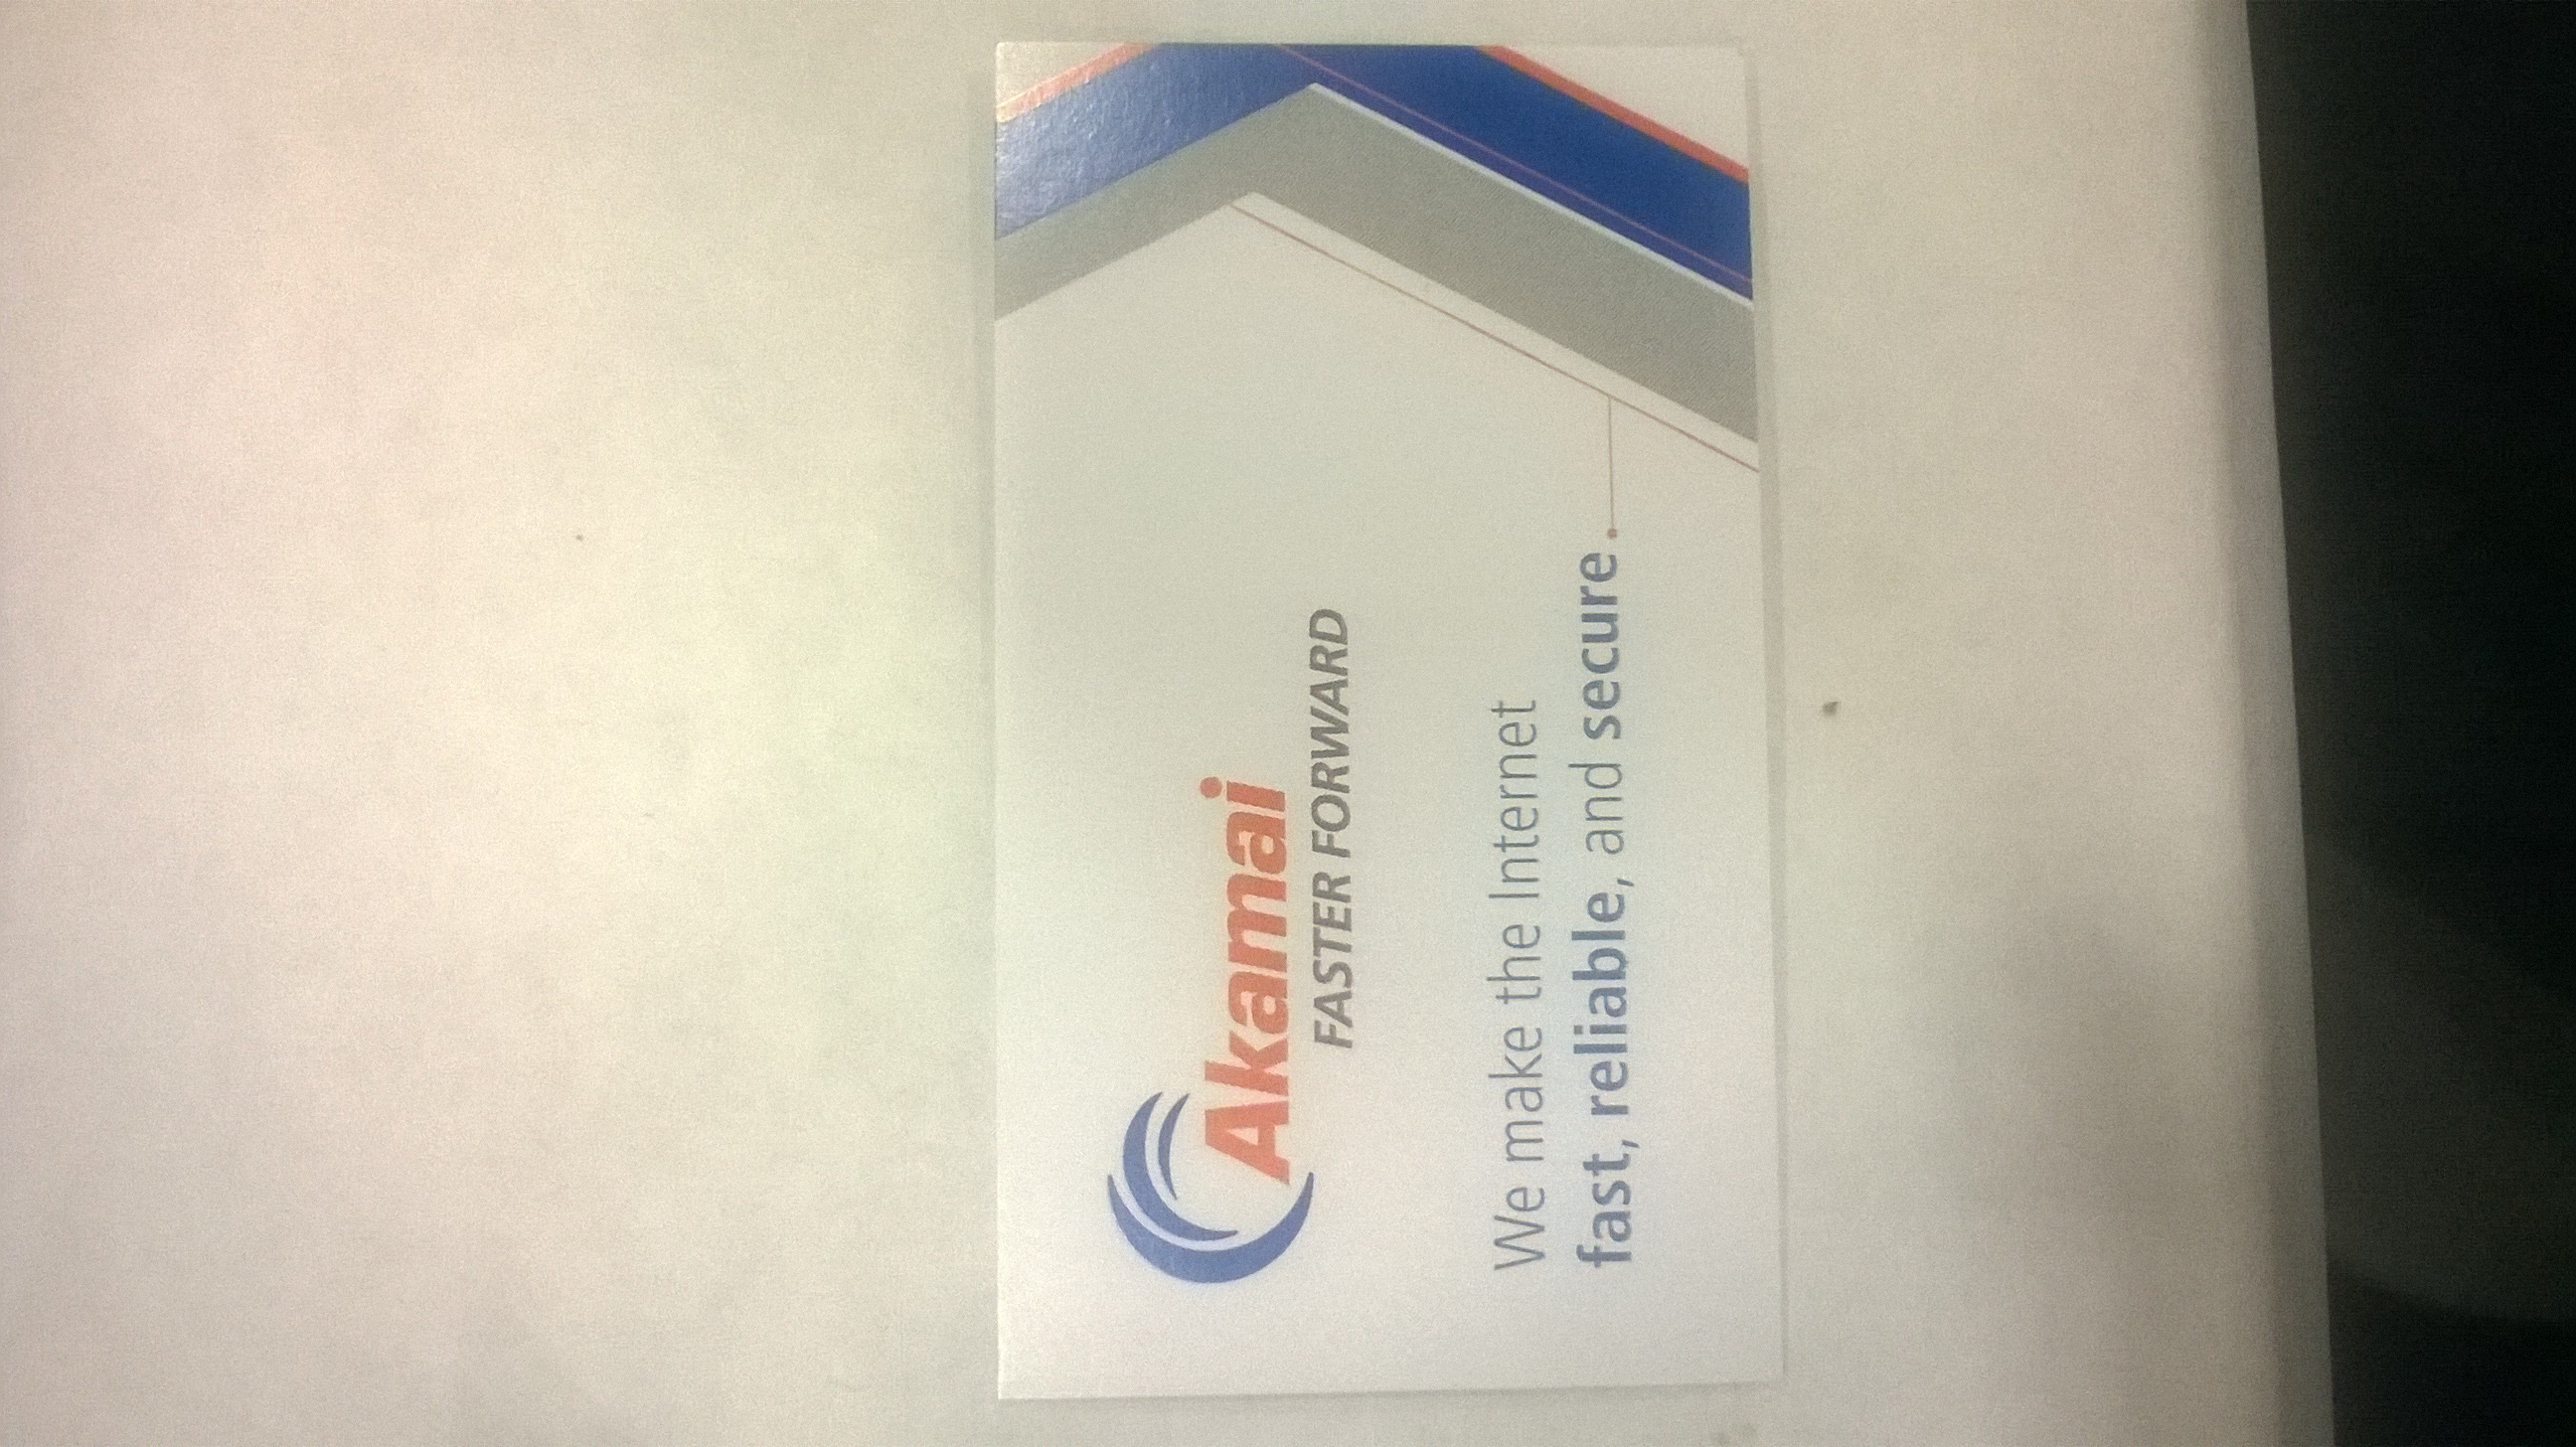 Akamai
FASTER FORWARD
We make the Internet
fast, reliable, and secure.